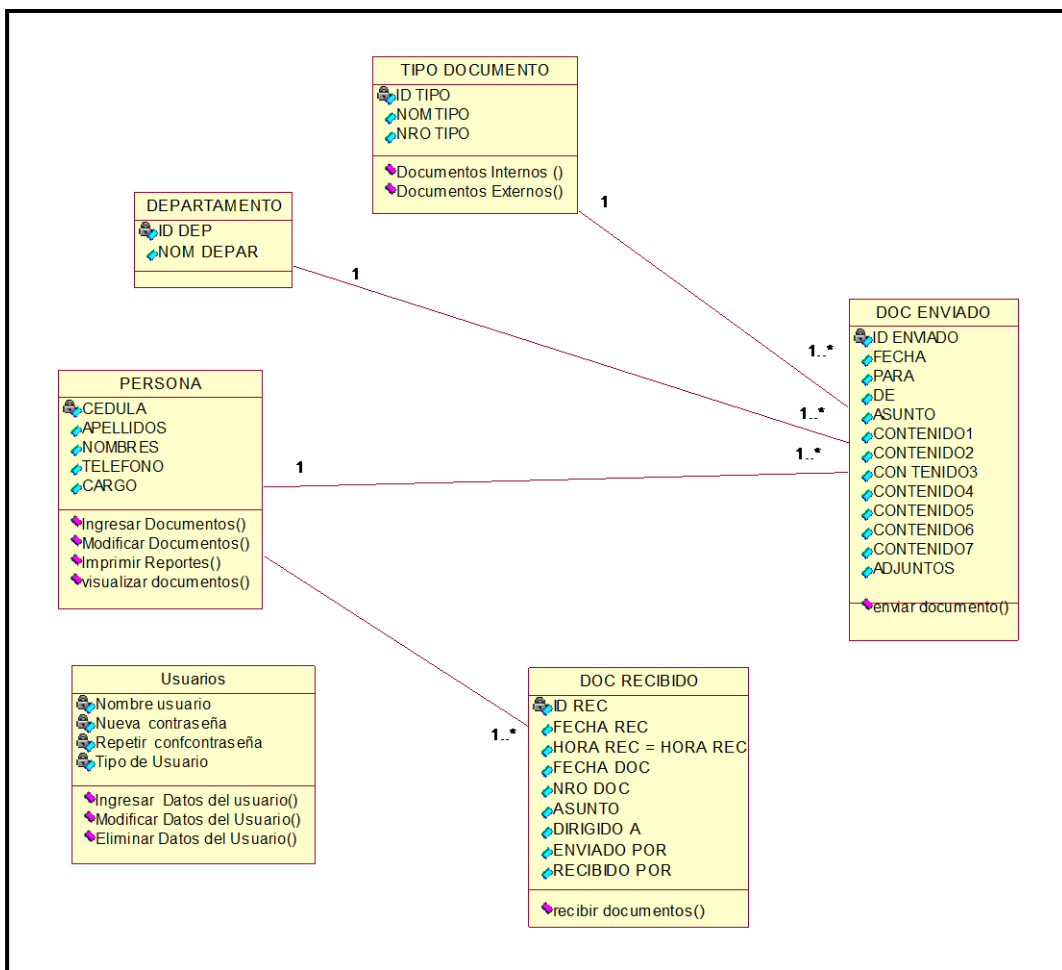 TIPO DOCUMENTO
ID TIPO
NOM TIPO
NRO TIPO
Documentos Internos ()
Documentos Externos()
1
DEPARTAMENTO
ID DEP
NOM DEPAR
1
DOC ENVIADO
ID ENVIADO
FECHA
PARA
DE
ASUNTO
CONTENIDO1
CONTENIDO2
CON TENIDO3
CONTENIDO4
CONTENIDO5
CONTENIDO6
CONTENIDO7
ADJUNTOS
enviar documento()
1..*
1..*
1..*
PERSONA
CEDULA
APELLIDOS
NOMBRES
TELEFONO
CARGO
Ingresar Documentos()
Modificar Documentos()
Imprimir Reportes()
visualizar documentos()
1
Usuarios
Nombre usuario
Nueva contraseña
Repetir confcontraseña
Tipo de Usuario
Ingresar Datos del usuario()
Modificar Datos del Usuario()
Eliminar Datos del Usuario()
1..*
DOC RECIBIDO
ID REC
FECHA REC
HORA REC = HORA REC
FECHA DOC
NRO DOC
ASUNTO
DIRIGIDO A
ENVIADO POR
RECIBIDO POR
recibir documentos()